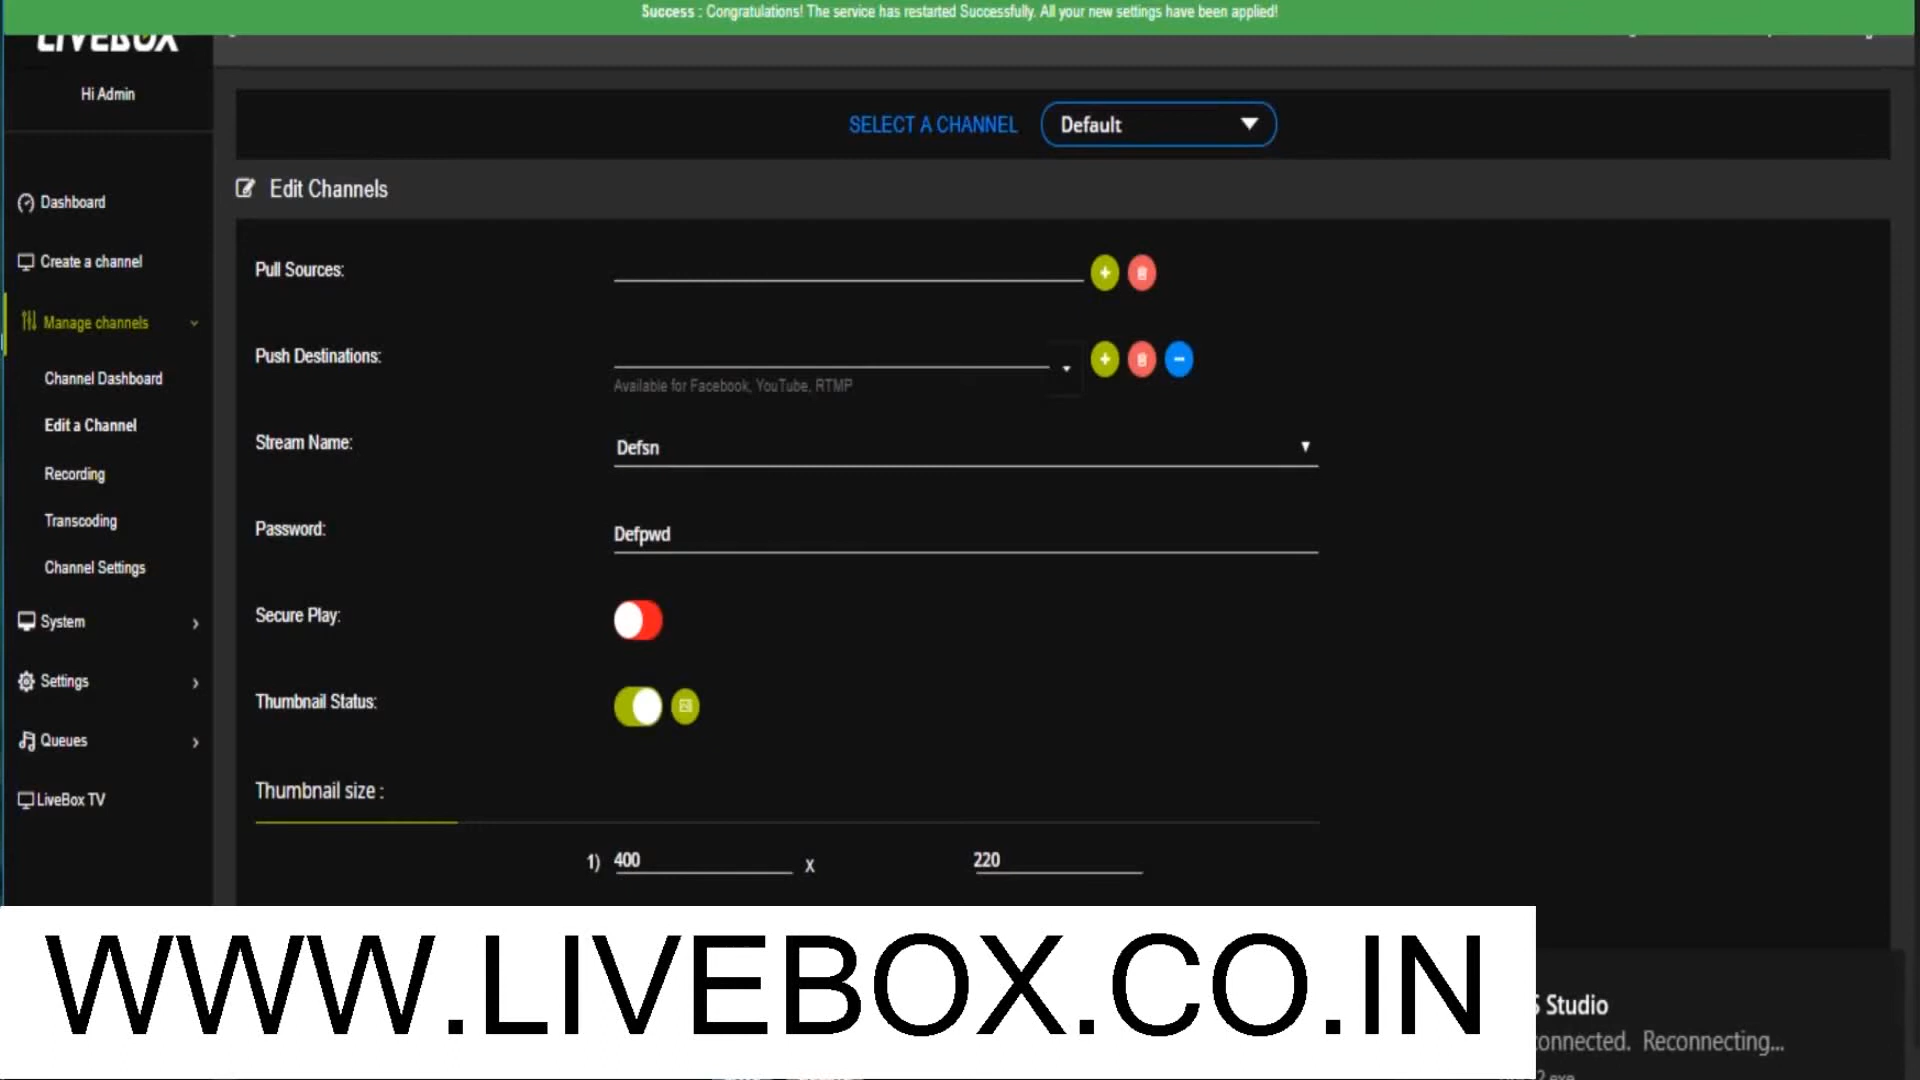 Success : Congratulations! The service has restarted Successfully. All your new settings have been applied!
LIVEBOX
Hi Admin
SELECT A CHANNEL Default
Edit Channels
Dashboard
Create a channel
Manage channels
Channel Dashboard
Edit a Channel
Recording
Transcoding
Channel Settings
System
Settings
Queues
LiveBox TV
Pull Sources:
Push Destinations:
Available for Facebook, YouTube, RTMP
Stream Name: Defsn
Password: Defpwd
Secure Play:
Thumbnail Status:
Thumbnail size :
1) 400 X 220
WWW.LIVEBOX.CO.IN
Studio
connected. Reconnecting...